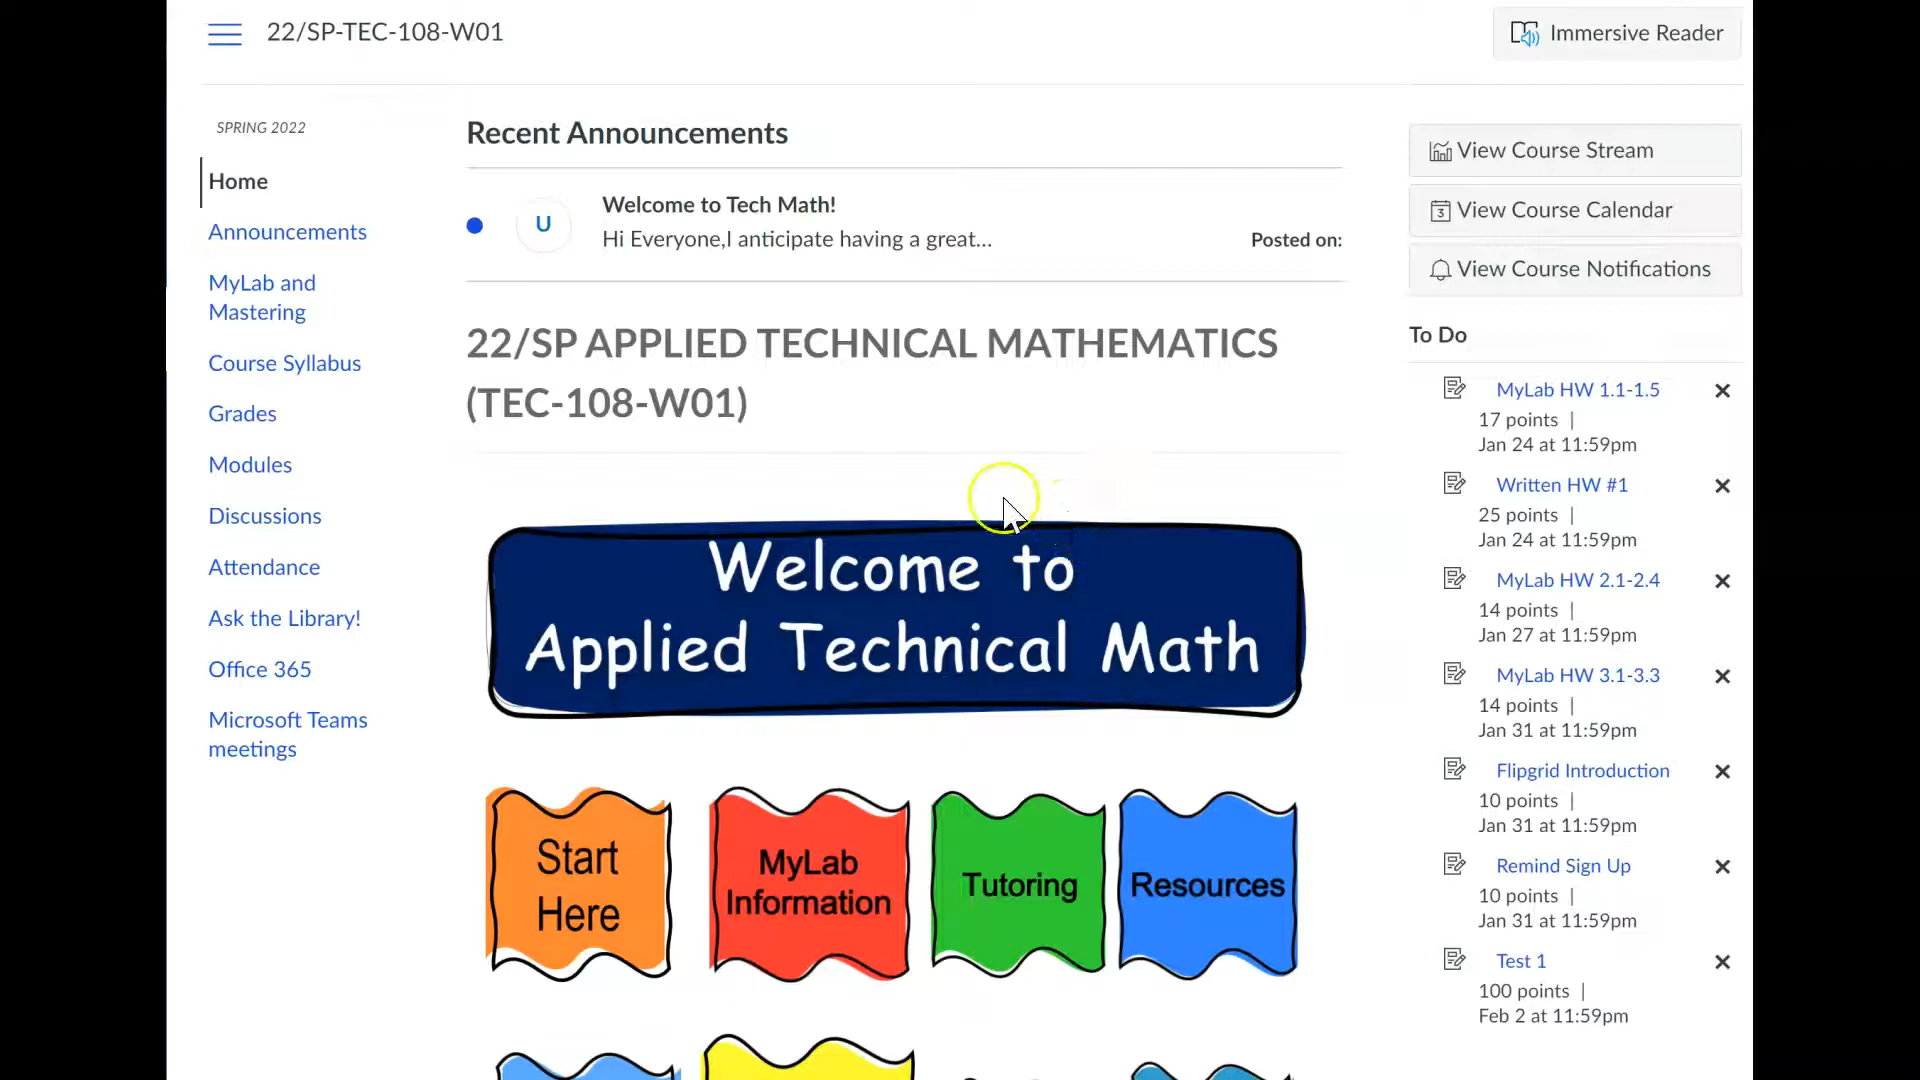 22/SP-TEC-108-W01
Immersive Reader
SPRING 2022
Home
Announcements
MyLab and
Mastering
Course Syllabus
Grades
Modules
Discussions
Attendance
Ask the Library!
Office 365
Microsoft Teams
meetings
Recent Announcements
U
Welcome to Tech Math!
Hi Everyone,I anticipate having a great...
Posted on:
22/SP APPLIED TECHNICAL MATHEMATICS
(TEC-108-W01)
Welcome to
Applied Technical Math
Start
Here
MyLab
Information
Tutoring
Resources
View Course Stream
3
View Course Calendar
View Course Notifications
To Do
MyLab HW 1.1-1.5
17 points |
Jan 24 at 11:59pm
Written HW #1
25 points |
Jan 24 at 11:59pm
MyLab HW 2.1-2.4
14 points |
Jan 27 at 11:59pm
MyLab HW 3.1-3.3
14 points |
Jan 31 at 11:59pm
Flipgrid Introduction
10 points |
Jan 31 at 11:59pm
Remind Sign Up
10 points |
Jan 31 at 11:59pm
Test 1
100 points |
Feb 2 at 11:59pm